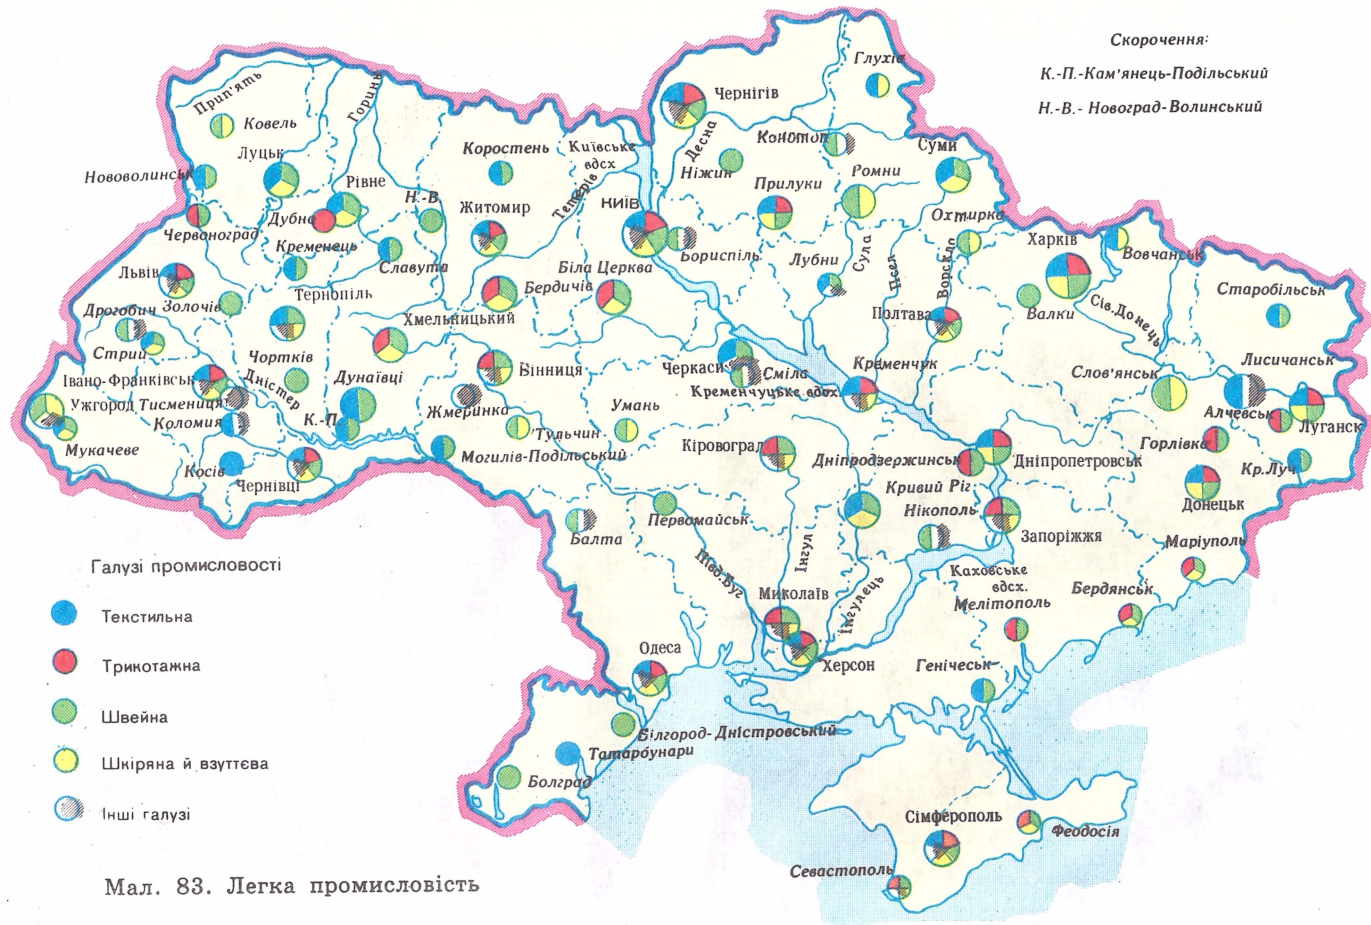 Скорочення:
К.-П.-Кам'янець-Подільський
Н.-В.- Новоград-Волинський
Глухів
Чернігів
Прип'ять
Горинь
Ковель
Десна
Конотоп
Київське
вдсх
Коростень
Луцьк
Суми
Нововолинськ
Ніжин
Прилуки
Ромни
Рівне
Н.-В.
Тетерів
Житомир
КИЇВ
Дубно
Червоноград
Охтирка
Харків
Вовчанськ
Кременець
Славута
Бориспіль
Лубни
Сула
Псел
Ворскла
Львів
Біла Церква
Бердичів
Тернопіль
Сів. Донець
Старобільськ
Дрогобич
Золочів
Хмельницький
Полтава
Валки
Стрий
Чортків
Вінниця
Черкаси
Сміла
Кременчук
Лисичанськ
Слов'янськ
Івано-Франківськ
Дністер
Дунаївці
Кременчуцьке вдсх.
Ужгород
Тисмениця
Жмеринка
Умань
Алчевськ
Луганськ
Коломия
К.-П.
Тульчин
Кіровоград
Горлівка
Мукачеве
Могилів-Подільський
Дніпродзержинськ
Дніпропетровськ
Косів
Чернівці
Кр.Луч
Кривий Ріг
Нікополь
Донецьк
Первомайськ
Балта
Запоріжжя
Маріуполь
Півд.Буг
Інгул
Каховське
вдсх.
Інгулець
Миколаїв
Мелітополь
Бердянськ
Одеса
Херсон
Генічеськ
Білгород-Дністровський
Татарбунари
Болград
Сімферополь
Феодосія
Севастополь
Галузі промисловості
Текстильна
Трикотажна
Швейна
Шкіряна й взуттєва
Інші галузі
Мал. 83. Легка промисловість